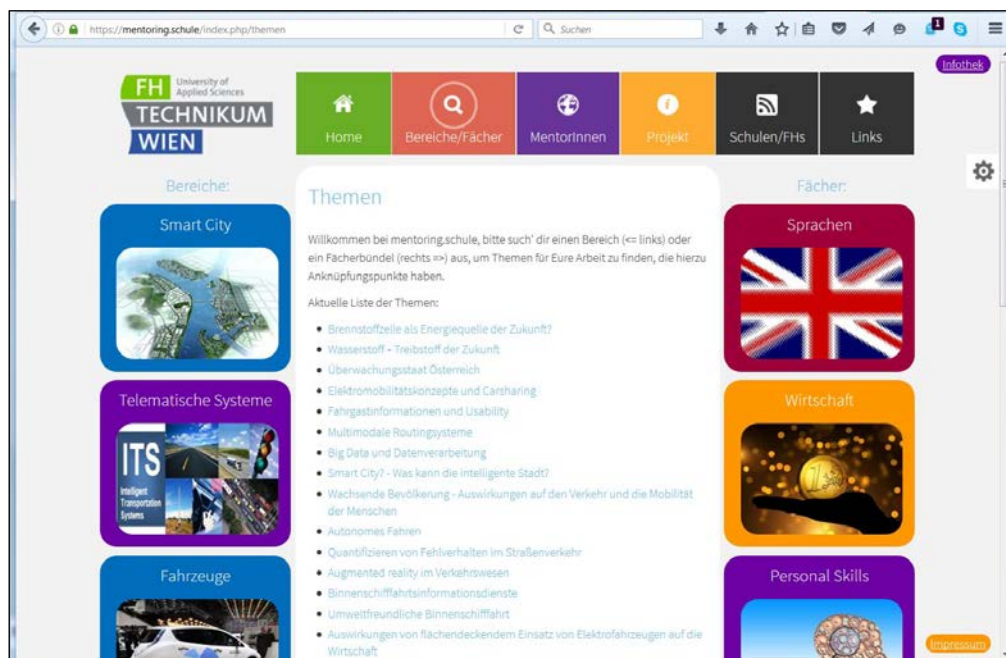 https://mentoring.schule/index.php/themen
Suchen
1
Infothek
FH University of
Applied Sciences
TECHNIKUM
WIEN
Home
Bereiche/Fächer
MentorInnen
Projekt
Schulen/FHs
Links
Bereiche:
Smart City
Telematische Systeme
ITS
Intelligent
Transportation
Systems
Fahrzeuge
Themen
Willkommen bei mentoring.schule, bitte such' dir einen Bereich (<= links) oder
ein Fächerbündel (rechts =>) aus, um Themen für Eure Arbeit zu finden, die hierzu
Anknüpfungspunkte haben.
Aktuelle Liste der Themen:
Brennstoffzelle als Energiequelle der Zukunft?
Wasserstoff – Treibstoff der Zukunft
Überwachungsstaat Österreich
Elektromobilitätskonzepte und Carsharing
Fahrgastinformationen und Usability
Multimodale Routingsysteme
Big Data und Datenverarbeitung
Smart City? - Was kann die intelligente Stadt?
Wachsende Bevölkerung - Auswirkungen auf den Verkehr und die Mobilität
der Menschen
Autonomes Fahren
Quantifizieren von Fehlverhalten im Straßenverkehr
Augmented reality im Verkehrswesen
Binnenschifffahrtsinformationsdienste
Umweltfreundliche Binnenschifffahrt
Auswirkungen von flächendeckendem Einsatz von Elektrofahrzeugen auf die
Wirtschaft
Fächer:
Sprachen
Wirtschaft
Personal Skills
Impressum